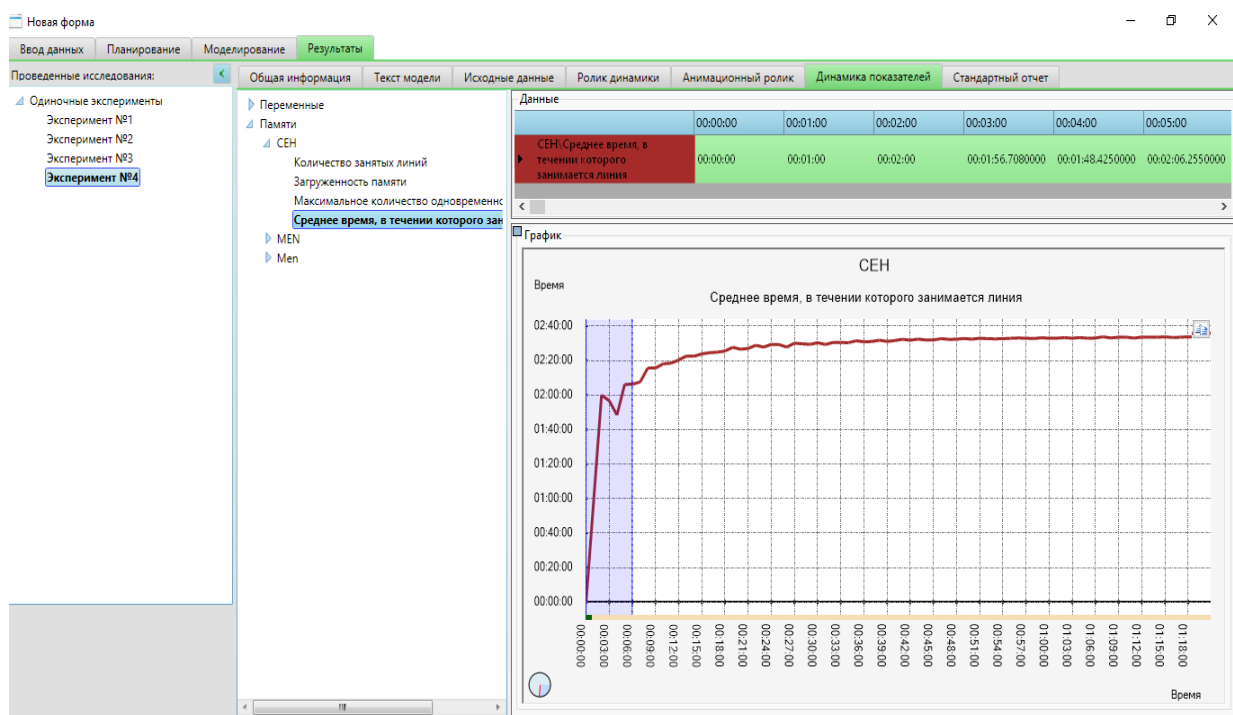 Новая форма
Ввод данных Планирование Моделирование Результаты
Проведенные исследования:
Одиночные эксперименты
Эксперимент №1
Эксперимент №2
Эксперимент №3
Эксперимент №4
Общая информация Текст модели Исходные данные Ролик динамики Анимационный ролик Динамика показателей Стандартный отчет
Переменные
Памяти
СЕН
Количество занятых линий
Загруженность памяти
Максимальное количество одновременнс
Среднее время, в течении которого зан
MEN
Men
Данные
00:00:00 00:01:00 00:02:00 00:03:00 00:04:00 00:05:00
СЕН\Среднее время, в
течении которого
занимается линия
00:00:00 00:01:00 00:02:00 00:01:56.7080000 00:01:48.4250000 00:02:06.2550000
График
СЕН
Время
Среднее время, в течении которого занимается линия
02:40:00
02:20:00
02:00:00
01:40:00
01:20:00
01:00:00
00:40:00
00:20:00
00:00:00
00:00:00 00:03:00 00:06:00 00:09:00 00:12:00 00:15:00 00:18:00 00:21:00 00:24:00 00:27:00 00:30:00 00:33:00 00:36:00 00:39:00 00:42:00 00:45:00 00:48:00 00:51:00 00:54:00 00:57:00 01:00:00 01:03:00 01:06:00 01:09:00 01:12:00 01:15:00 01:18:00
Время